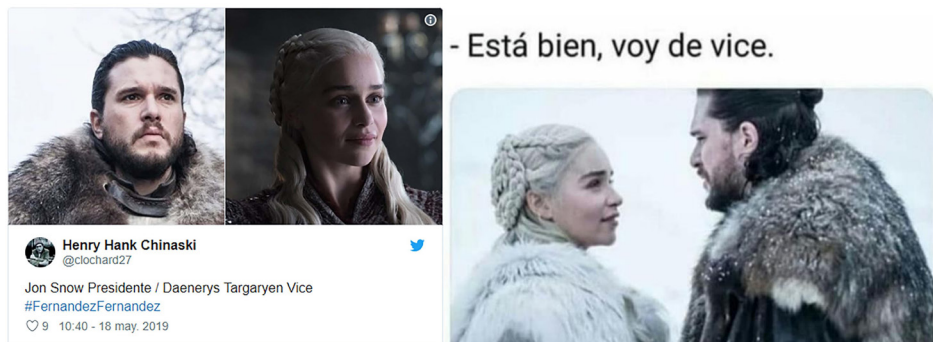 Henry Hank Chinaski
@clochard27
Jon Snow Presidente / Daenerys Targaryen Vice
#FernandezFernandez
9 10:40 - 18 may. 2019
- Está bien, voy de vice.